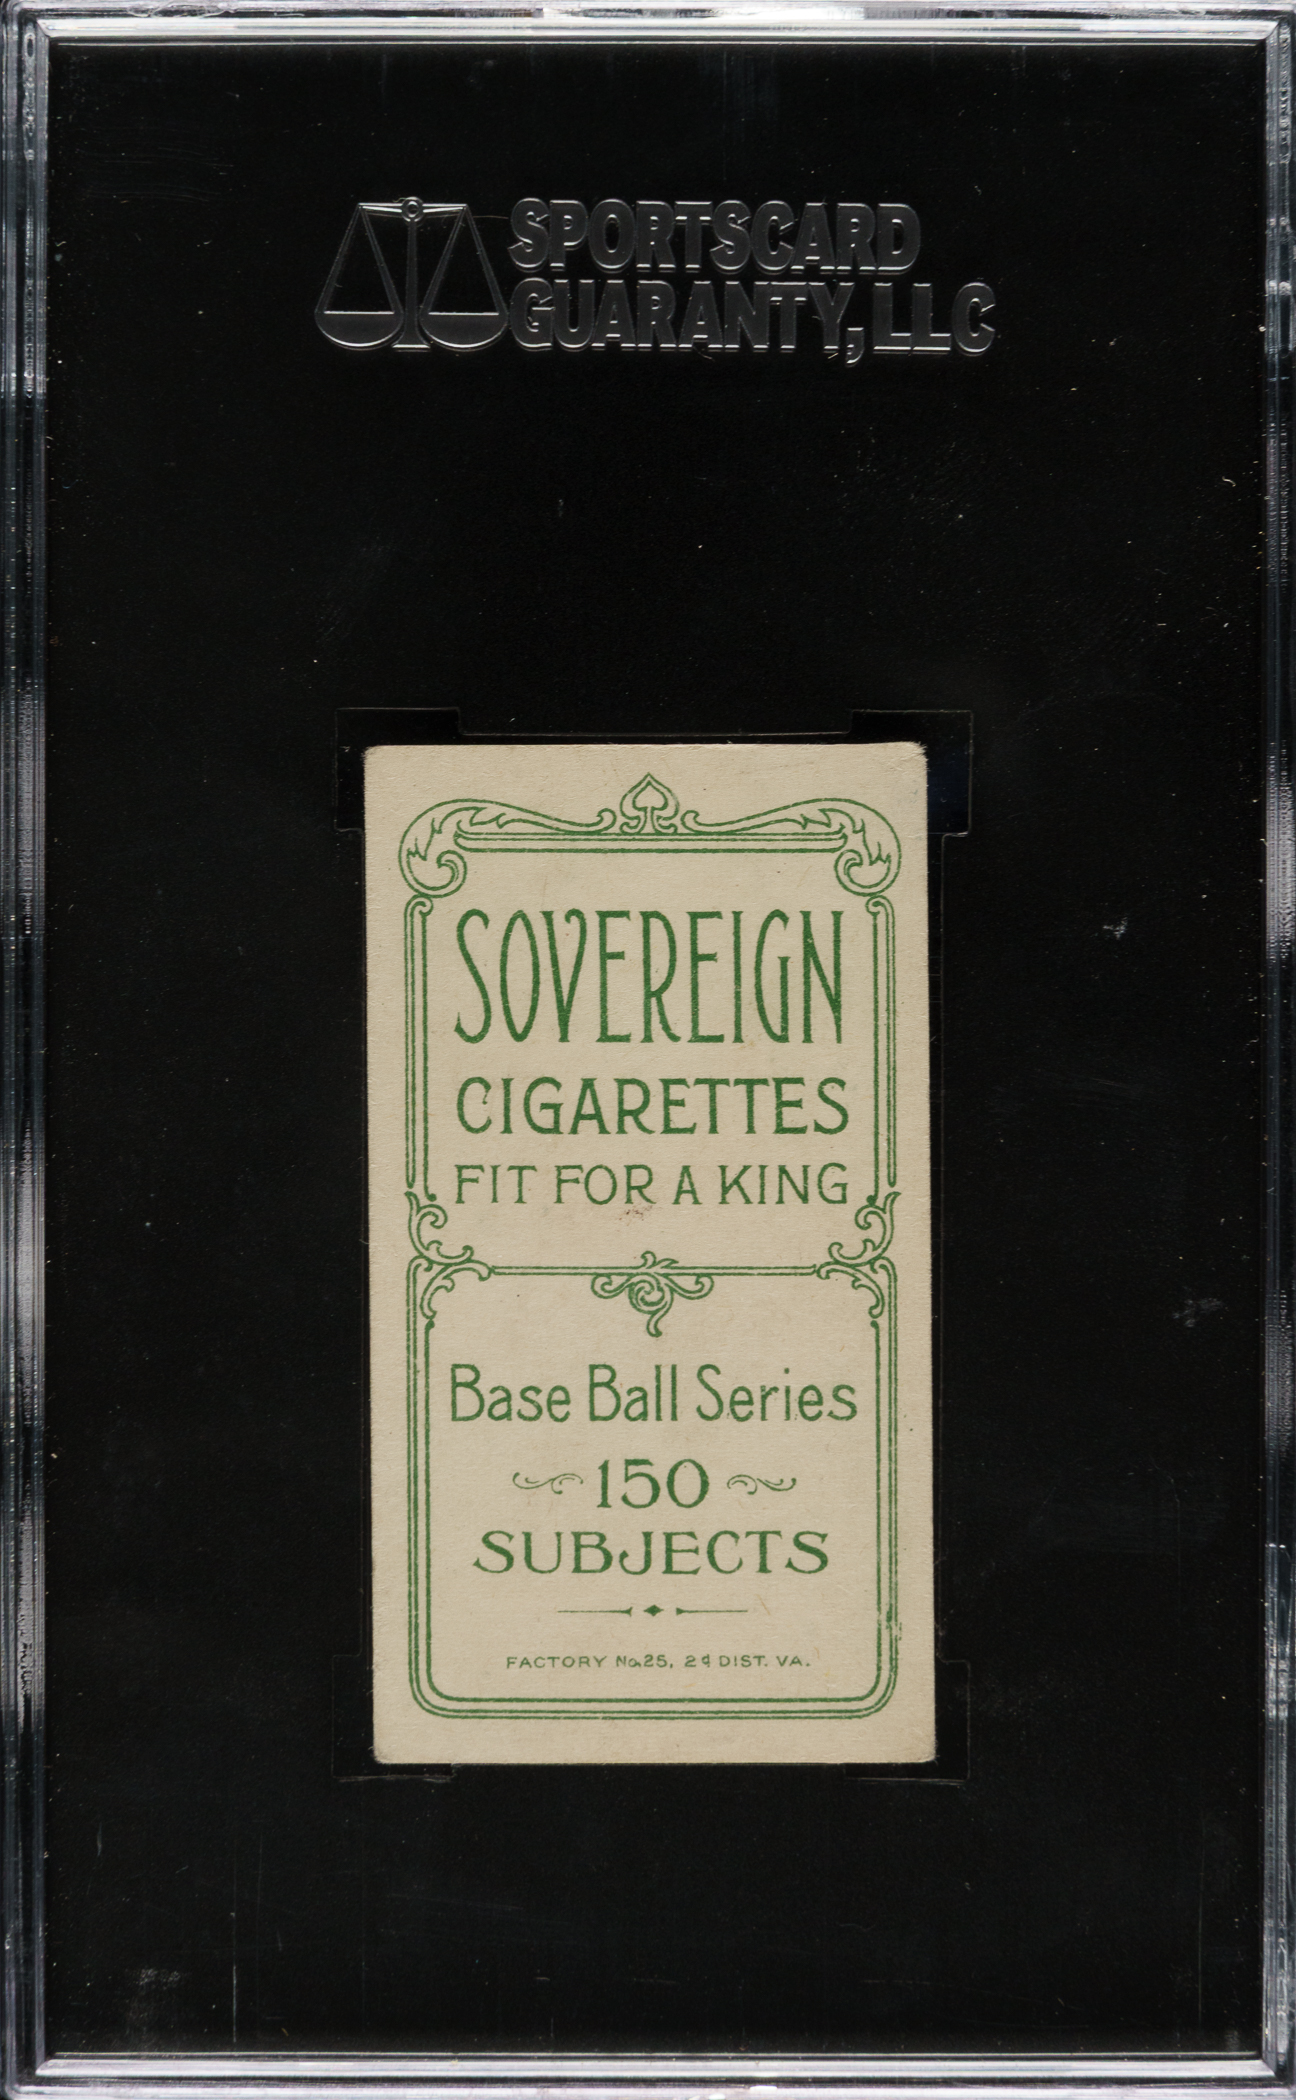 SPORTSCARD
GUARANTY, LLC
SOVEREIGN
CIGARETTES
FIT FOR A KING
Base Ball Series
150
SUBJECTS
FACTORY No. 25, 2d DIST. VA.